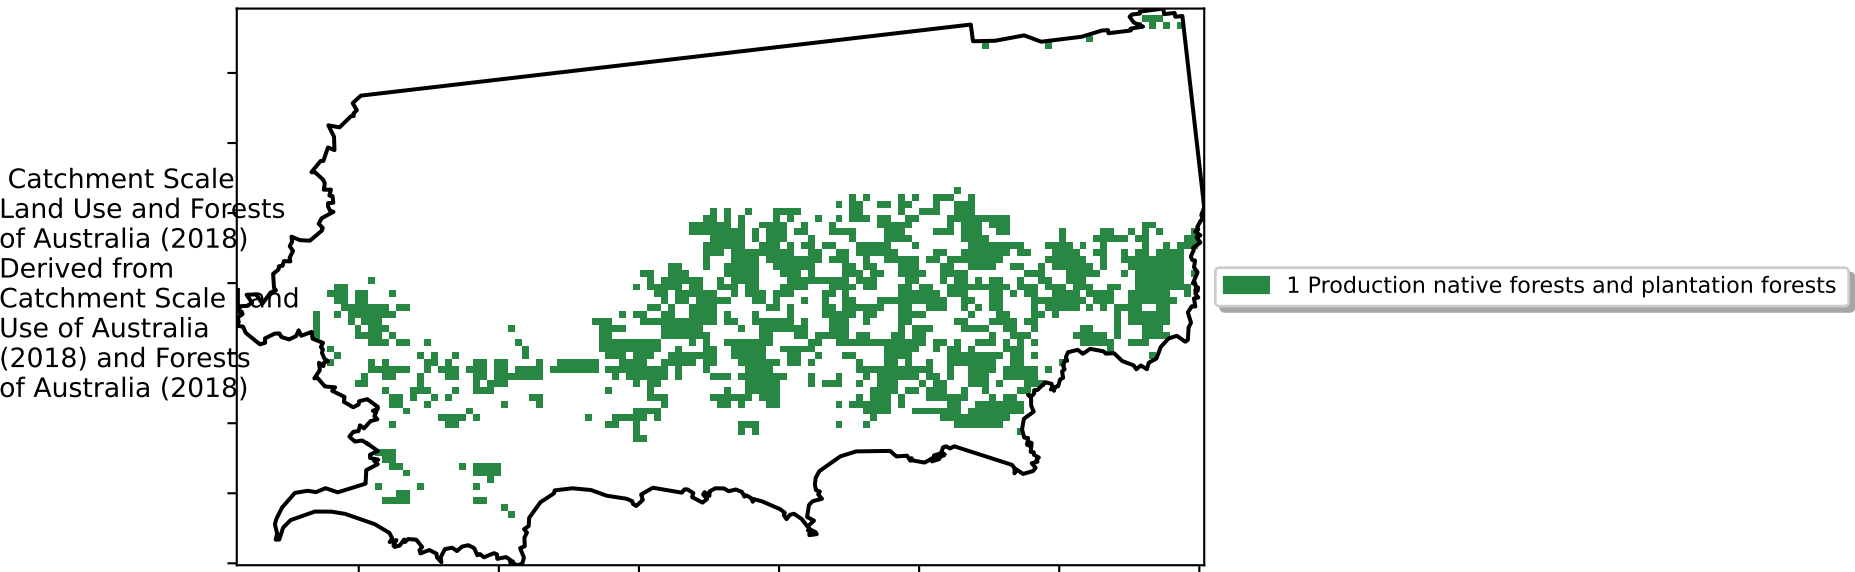 Catchment Scale
Land Use and Forests
of Australia (2018)
Derived from
Catchment Scale Land
Use of Australia
(2018) and Forests
of Australia (2018)
1 Production native forests and plantation forests